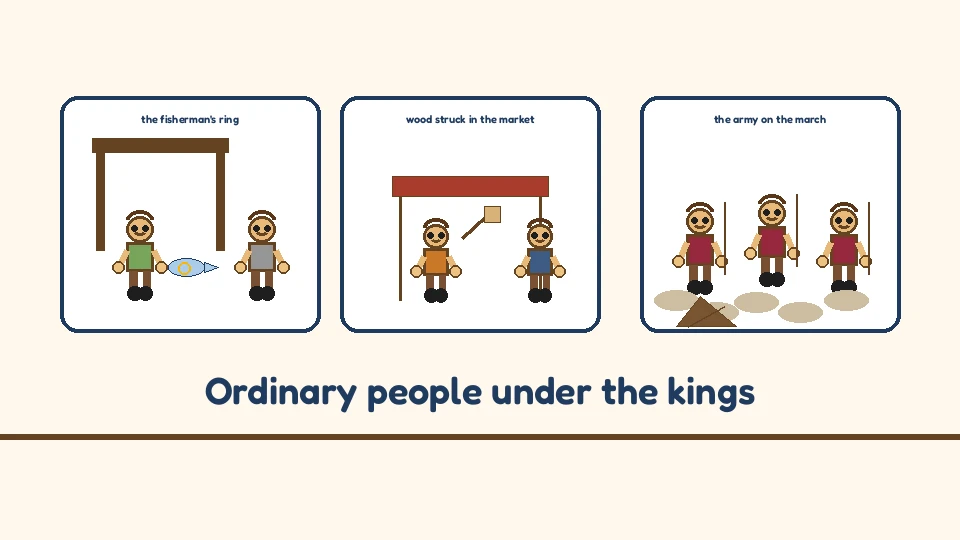 the fisherman's ring
wood struck in the market
the army on the march
Ordinary people under the kings